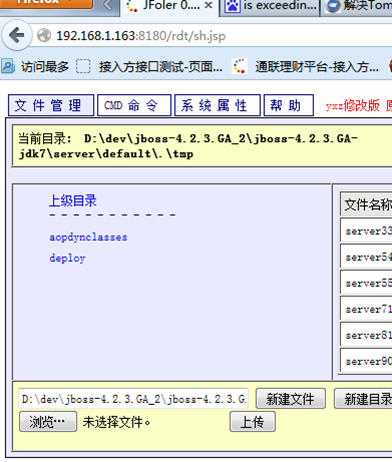 Firefox
JFoler 0....
is exceedin...
解决Tom
192.168.1.163:8180/rdt/sh.jsp
访问最多
接入方接口测试-页面...
通联理财平台-接入方...
文件管理
CMD 命令
系统属性
帮助
yxz修改版
当前目录: D:\dev\jboss-4.2.3.GA_2\jboss-4.2.3.GA-
jdk7\server\default\.\tmp
上级目录
- - - - - - - - - - - -
aopdynclasses
deploy
文件名称
server33
server54
server55
server71
server81
server90
D:\dev\jboss-4.2.3.GA_2\jboss-4.2.3.G.
新建文件
新建目录
浏览…
未选择文件。
上传